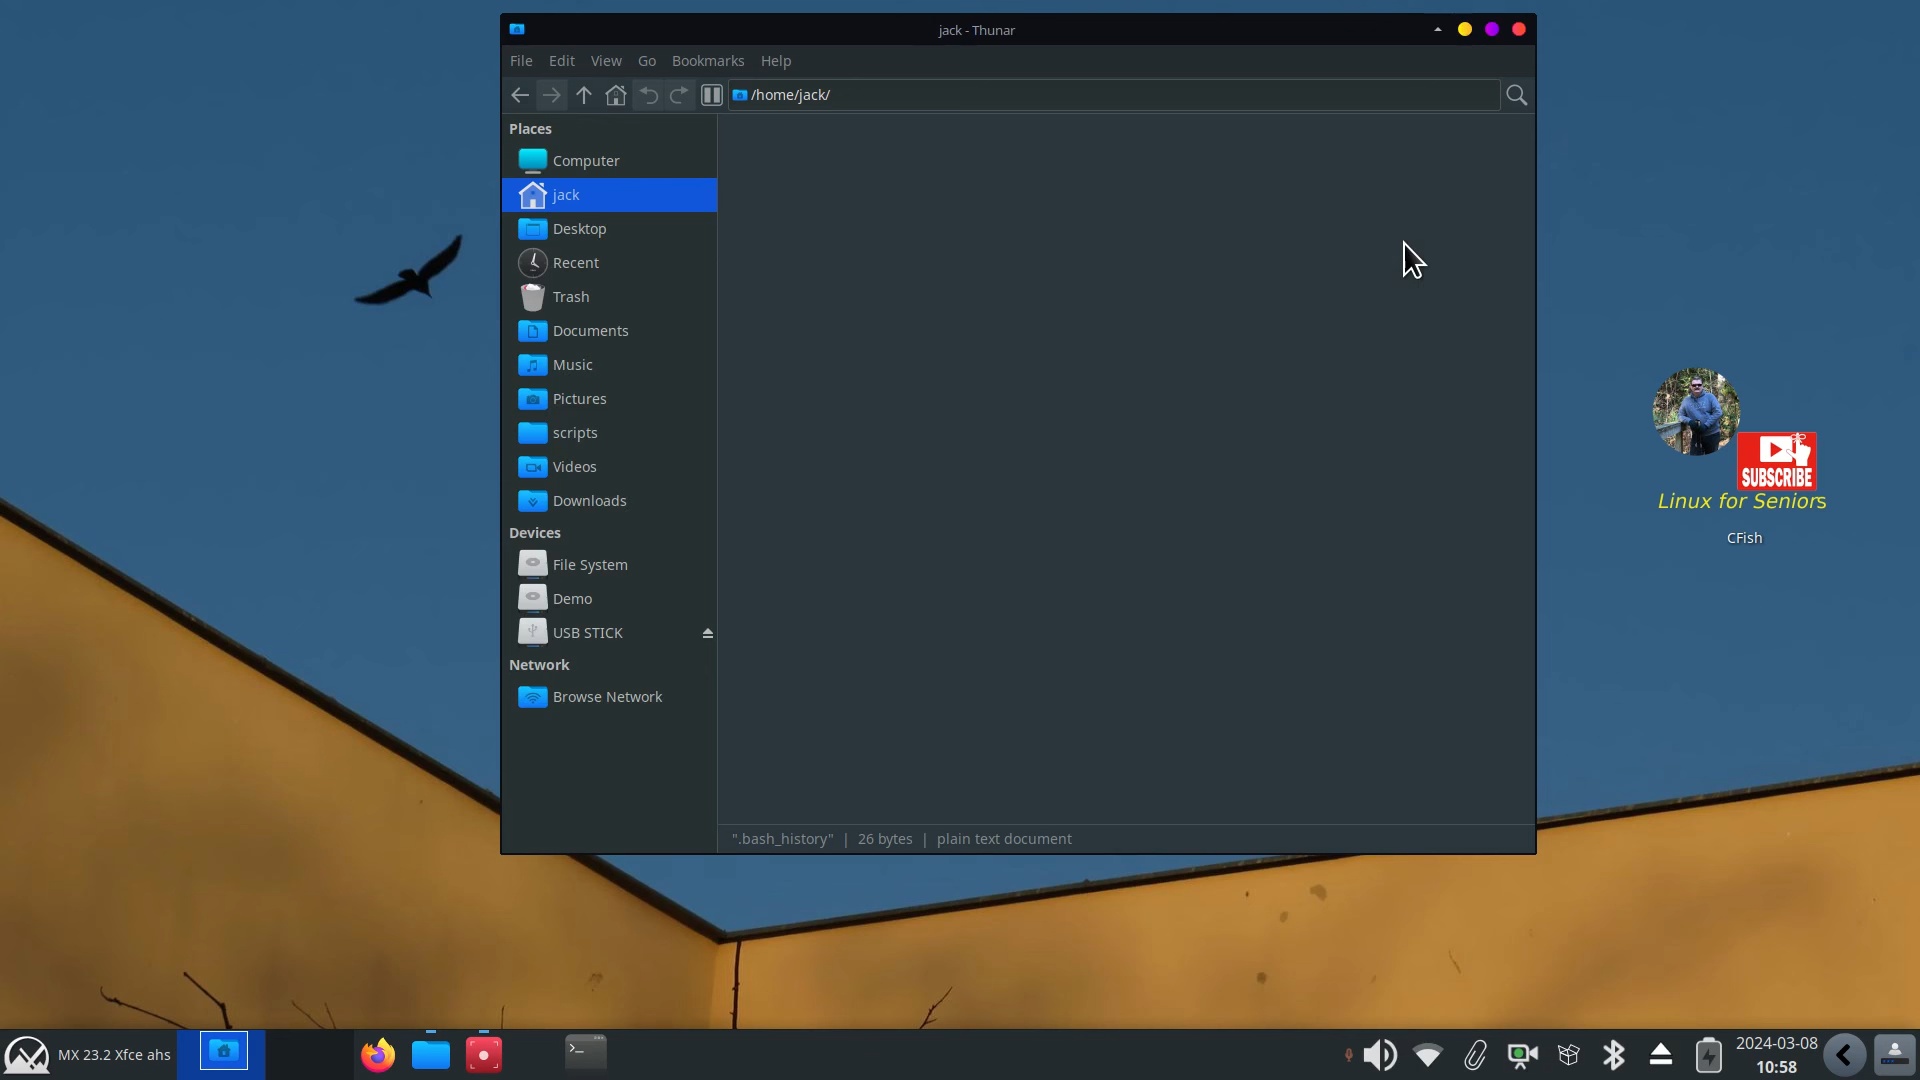 jack - Thunar
File Edit View Go Bookmarks Help
/home/jack/
Places
Computer
jack
Desktop
Recent
Trash
Documents
Music
Pictures
scripts
Videos
Downloads
Devices
File System
Demo
USB STICK
Network
Browse Network
".bash_history" | 26 bytes | plain text document
SUBSCRIBE
Linux for Seniors
CFish
MX 23.2 Xfce ahs
2024-03-08
10:58